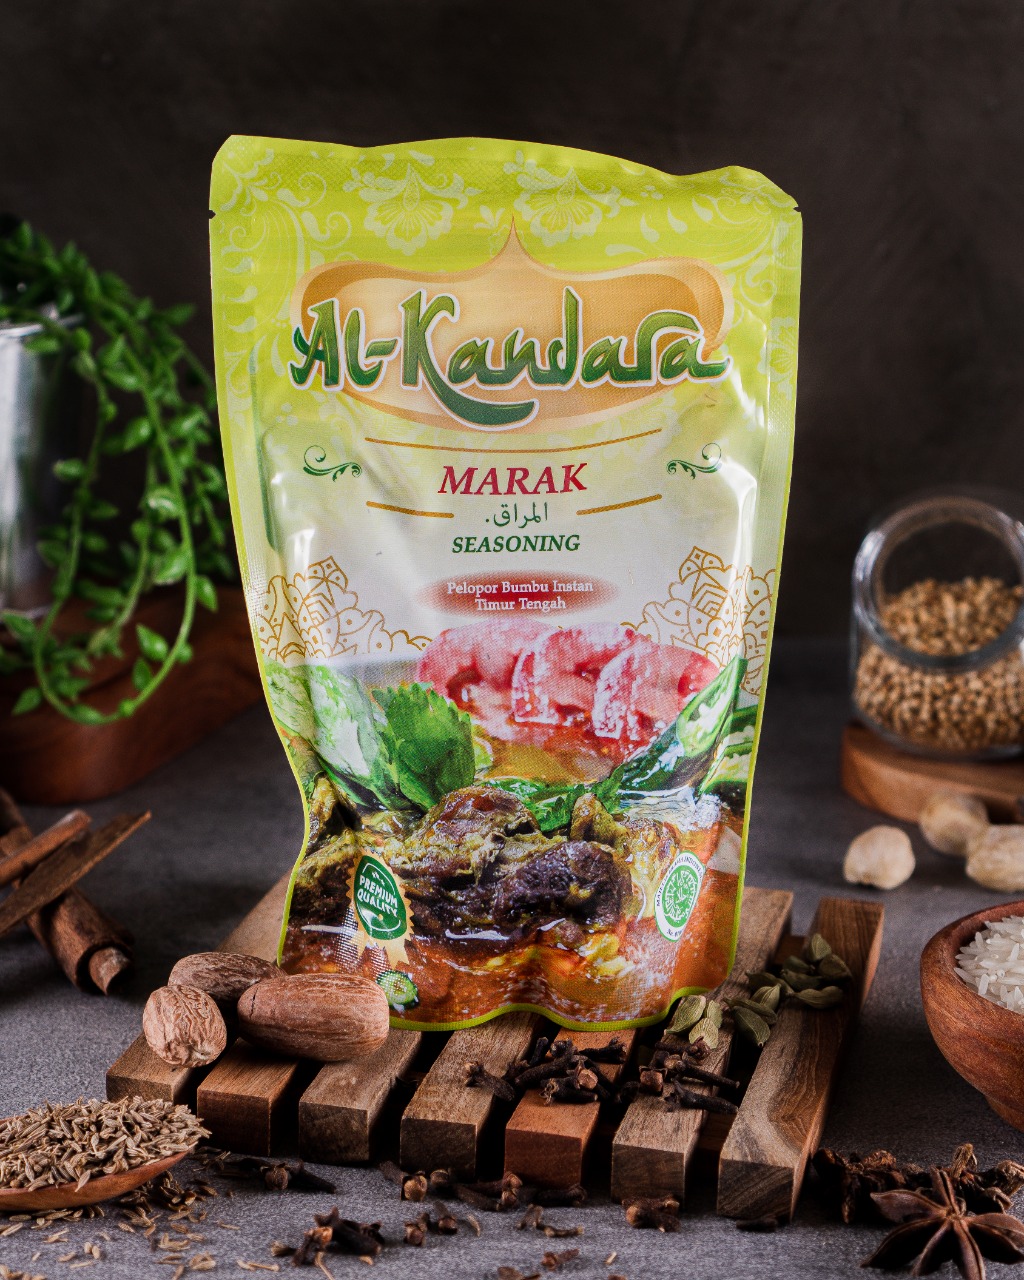 Al-Kandara
MARAK
المراق.
SEASONING
Pelopor Bumbu Instan
Timur Tengah
PREMIUM
QUALITY